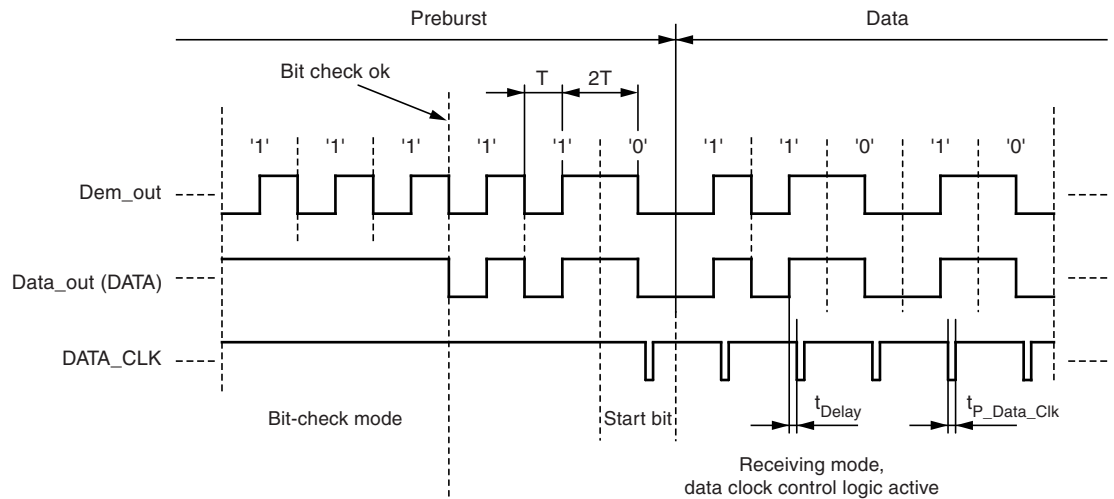 Preburst
Data
Bit check ok
T
2T
'1' '1' '1' '1' '1' '0' '1' '1' '0' '1' '0'
Dem_out
Data_out (DATA)
DATA_CLK
Bit-check mode
Start bit
tDelay
tP_Data_Clk
Receiving mode,
data clock control logic active